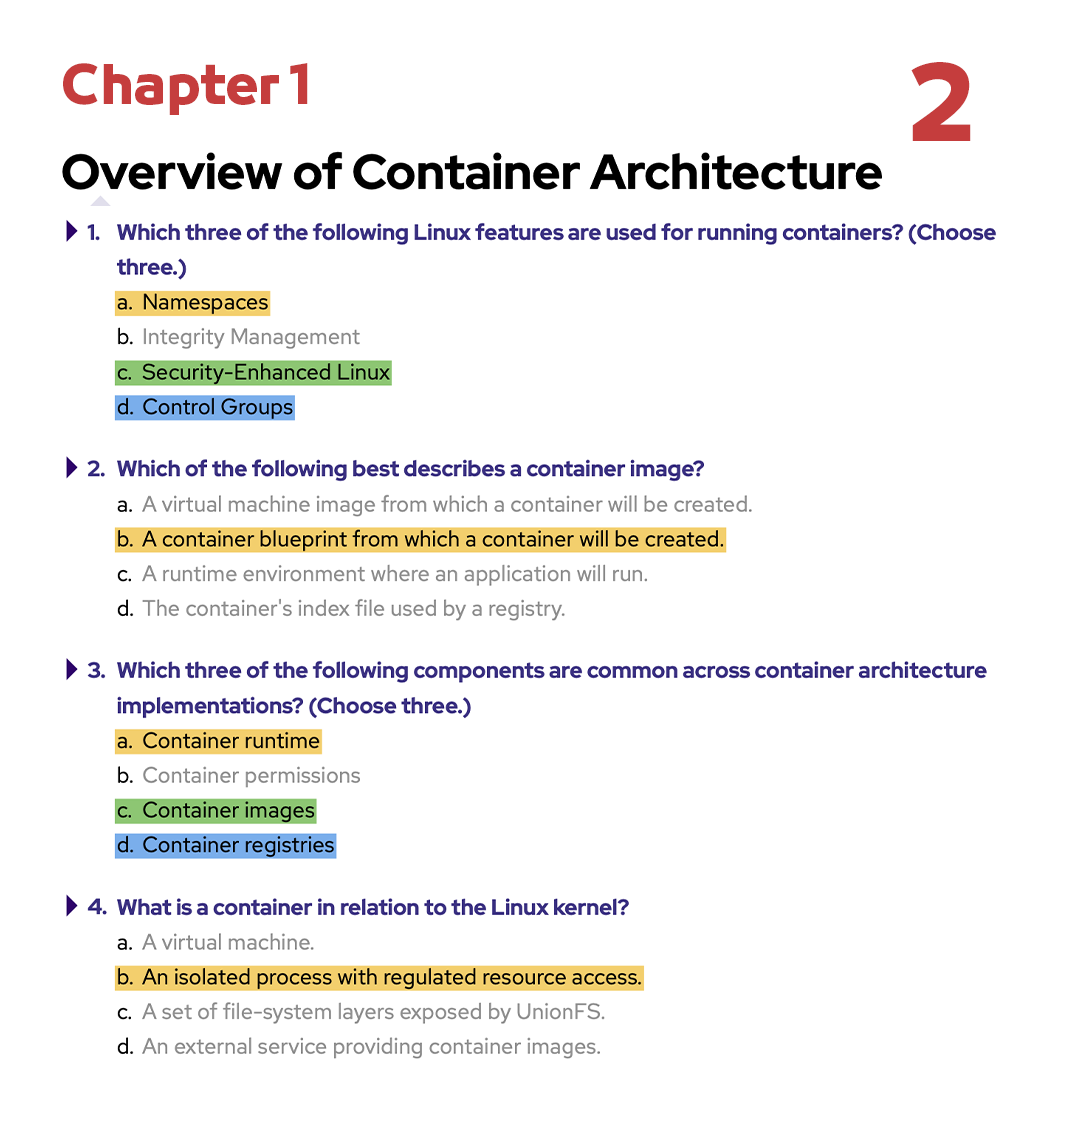 Chapter 1
2
Overview of Container Architecture
1. Which three of the following Linux features are used for running containers? (Choose
three.)
a. Namespaces
b. Integrity Management
c. Security-Enhanced Linux
d. Control Groups
2. Which of the following best describes a container image?
a. A virtual machine image from which a container will be created.
b. A container blueprint from which a container will be created.
c. A runtime environment where an application will run.
d. The container's index file used by a registry.
3. Which three of the following components are common across container architecture
implementations? (Choose three.)
a. Container runtime
b. Container permissions
c. Container images
d. Container registries
4. What is a container in relation to the Linux kernel?
a. A virtual machine.
b. An isolated process with regulated resource access.
c. A set of file-system layers exposed by UnionFS.
d. An external service providing container images.